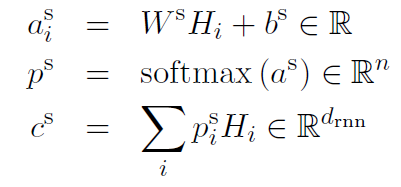 a_i^s = W^s H_i + b^s ∈ ℝ
p^s = softmax (a^s) ∈ ℝ^n
c^s = ∑_i p_i^s H_i ∈ ℝ^{d_rnn}